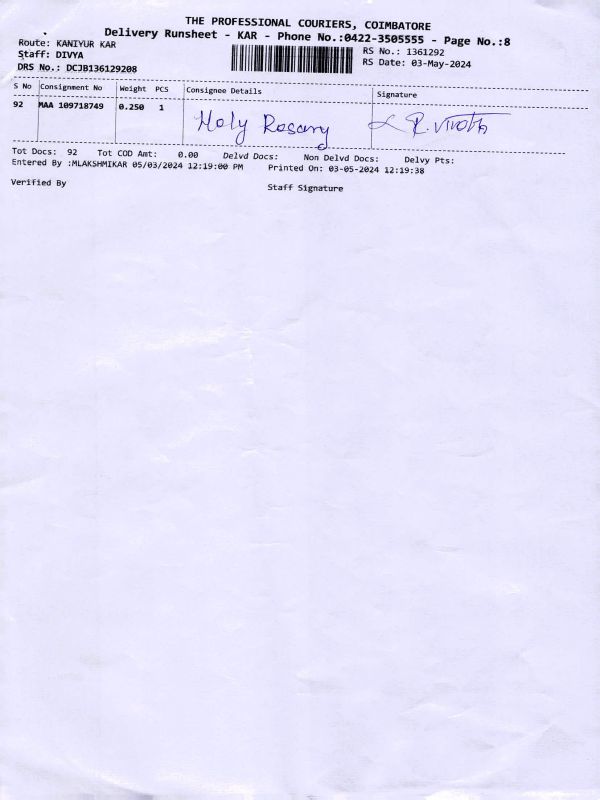 THE PROFESSIONAL COURIERS, COIMBATORE
Delivery Runsheet - KAR - Phone No.:0422-3505555 - Page No.:8
Route: KANIYUR KAR
RS No.: 1361292
Staff: DIVYA
RS Date: 03-May-2024
DRS No.: DCJB136129208
S No Consignment No Weight PCS Consignee Details Signature
92 MAA 109718749 0.250 1 Holy Rosary
Tot Docs: 92 Tot COD Amt: 0.00 Delvd Docs: Non Delvd Docs: Delvy Pts:
Entered By :MLAKSHMIKAR 05/03/2024 12:19:00 PM Printed On: 03-05-2024 12:19:38
Verified By Staff Signature